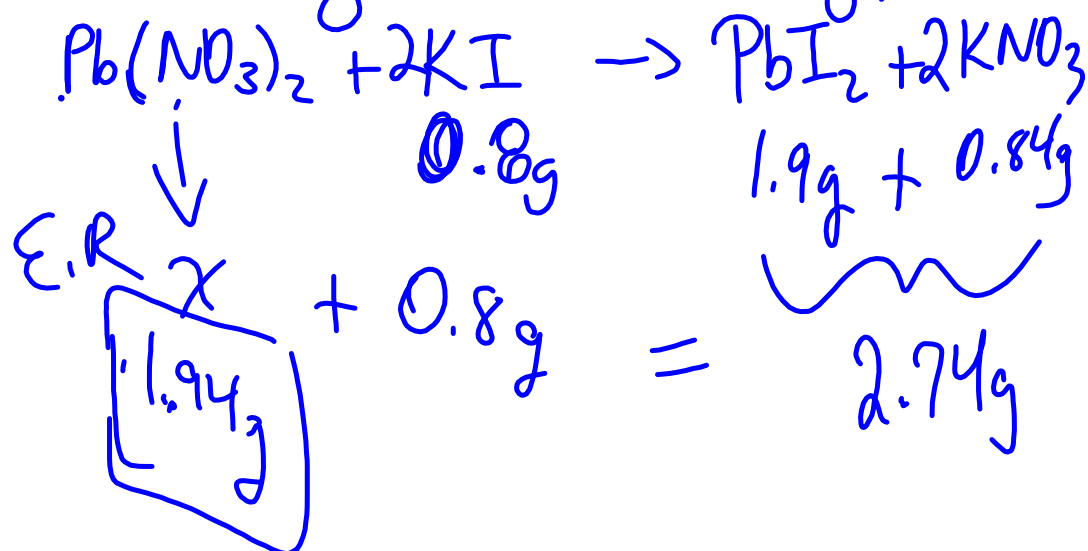 Pb(NO₃)₂ + 2KI → PbI₂ + 2KNO₃
0.8g 1.9g + 0.84g
E.R x + 0.8g = 2.74g
1.94g